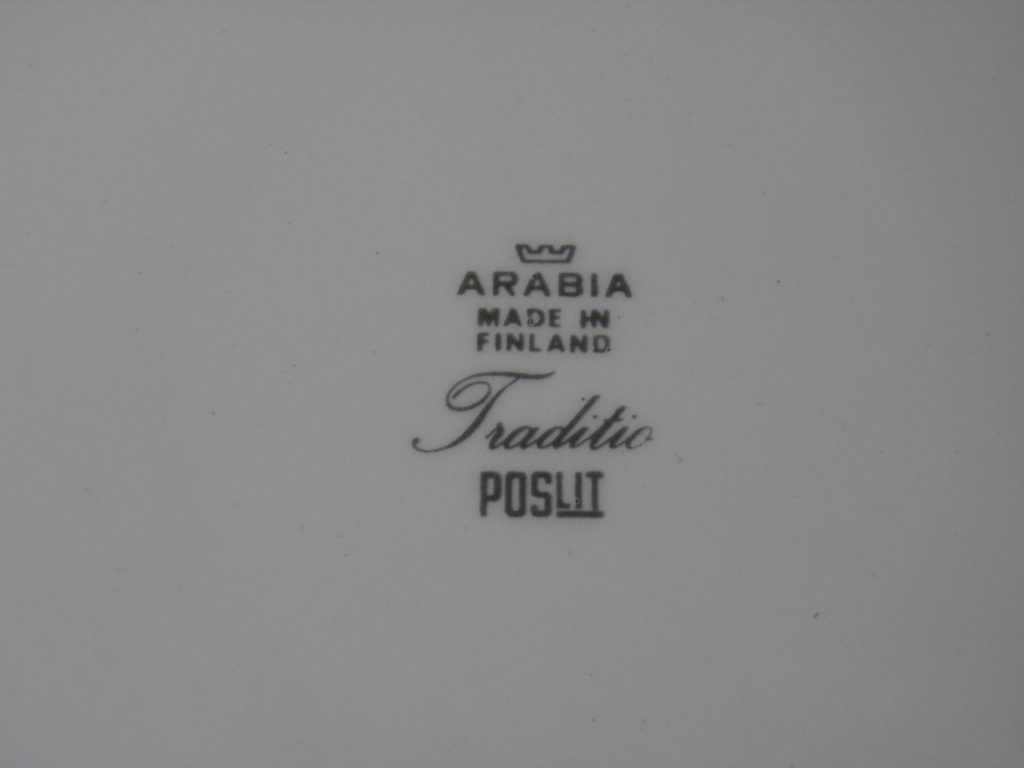 ARABIA
MADE IN
FINLAND
Traditio
POSLIT